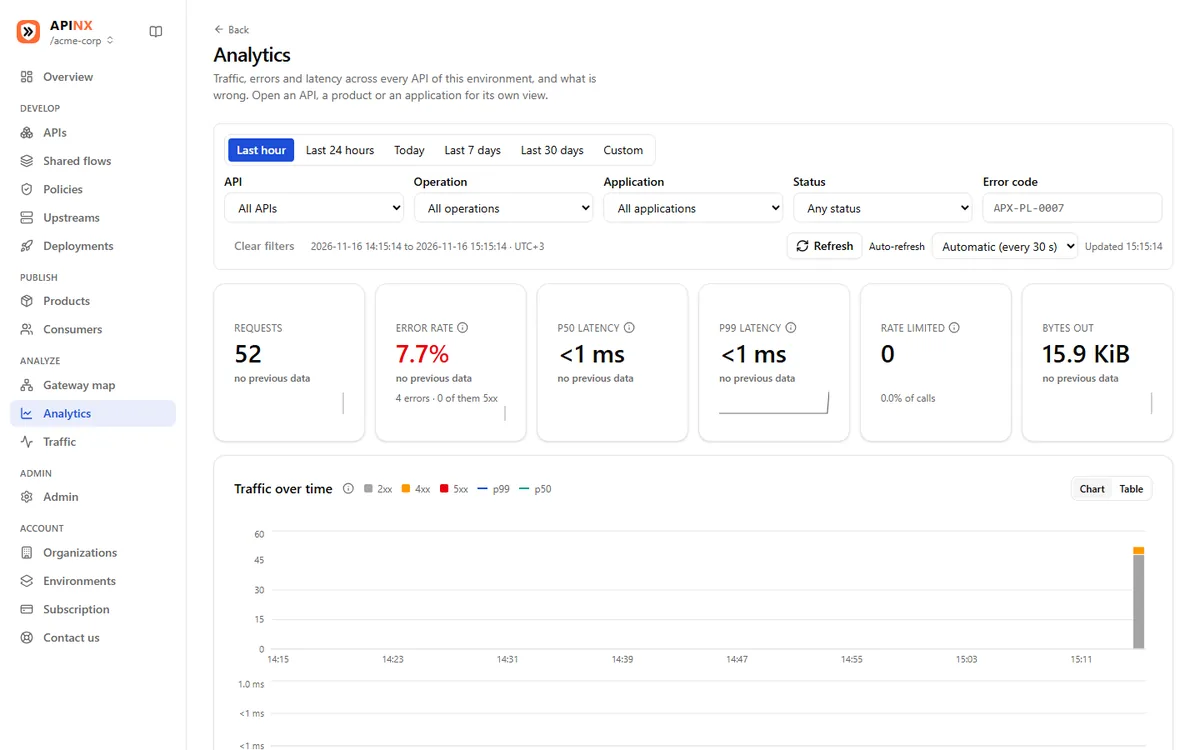 APINX
/acme-corp
Overview
DEVELOP
APIs
Shared flows
Policies
Upstreams
Deployments
PUBLISH
Products
Consumers
ANALYZE
Gateway map
Analytics
Traffic
ADMIN
Admin
ACCOUNT
Organizations
Environments
Subscription
Contact us
Back
Analytics
Traffic, errors and latency across every API of this environment, and what is
wrong. Open an API, a product or an application for its own view.
Last hour Last 24 hours Today Last 7 days Last 30 days Custom
API Operation Application Status Error code
All APIs All operations All applications Any status APX-PL-0007
Clear filters 2026-11-16 14:15:14 to 2026-11-16 15:15:14 · UTC+3 Refresh Auto-refresh Automatic (every 30 s) Updated 15:15:14
REQUESTS
52
no previous data
ERROR RATE
7.7%
no previous data
4 errors · 0 of them 5xx
P50 LATENCY
<1 ms
no previous data
P99 LATENCY
<1 ms
no previous data
RATE LIMITED
0
0.0% of calls
BYTES OUT
15.9 KiB
no previous data
Traffic over time 2xx 4xx 5xx p99 p50 Chart Table
60
45
30
15
0
14:15 14:23 14:31 14:39 14:47 14:55 15:03 15:11
1.0 ms
<1 ms
<1 ms